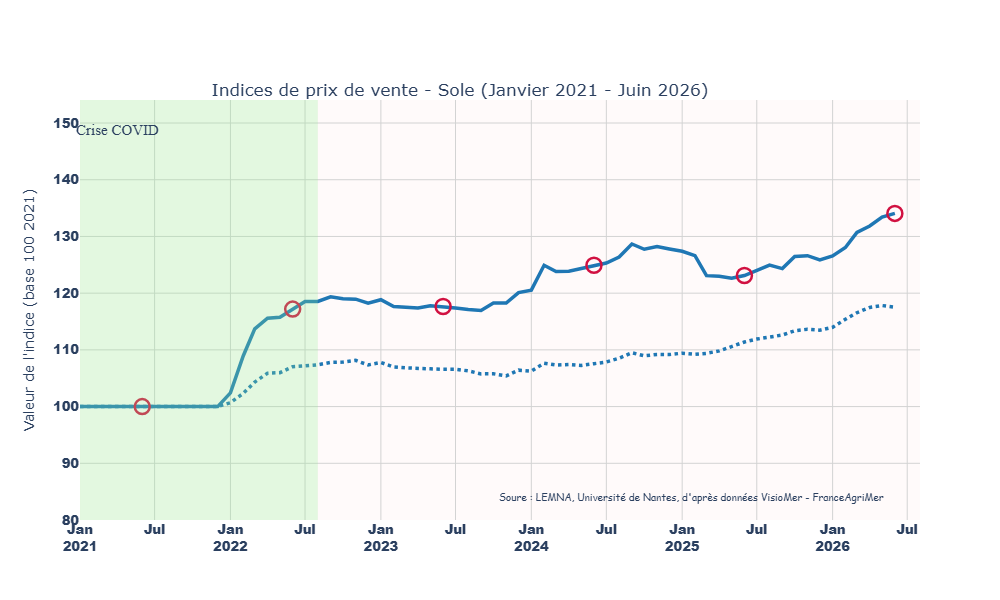 Indices de prix de vente - Sole (Janvier 2021 - Juin 2026)
Valeur de l'Indice (base 100 2021)
150
Crise COVID
140
130
120
110
100
90
80
Soure : LEMNA, Université de Nantes, d'après données VisioMer - FranceAgriMer
Jan Jul Jan Jul Jan Jul Jan Jul Jan Jul Jan Jul
2021 2022 2023 2024 2025 2026